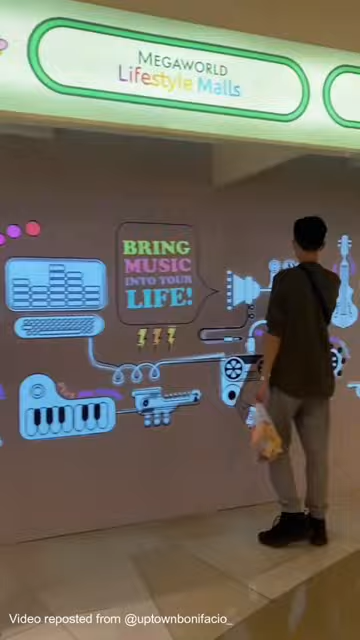 MEGAWORLD
Lifestyle Malls
BRING
MUSIC
INTO YOUR
LIFE!
Video reposted from @uptownbonifacio_